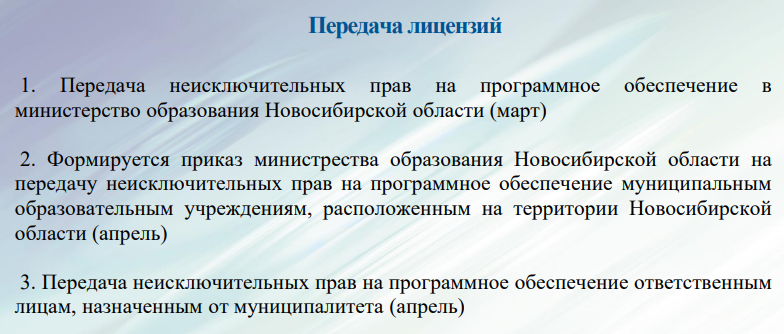 Передача лицензий
1. Передача неисключительных прав на программное обеспечение в
министерство образования Новосибирской области (март)
2. Формируется приказ министрества образования Новосибирской области на
передачу неисключительных прав на программное обеспечение муниципальным
образовательным учреждениям, расположенным на территории Новосибирской
области (апрель)
3. Передача неисключительных прав на программное обеспечение ответственным
лицам, назначенным от муниципалитета (апрель)